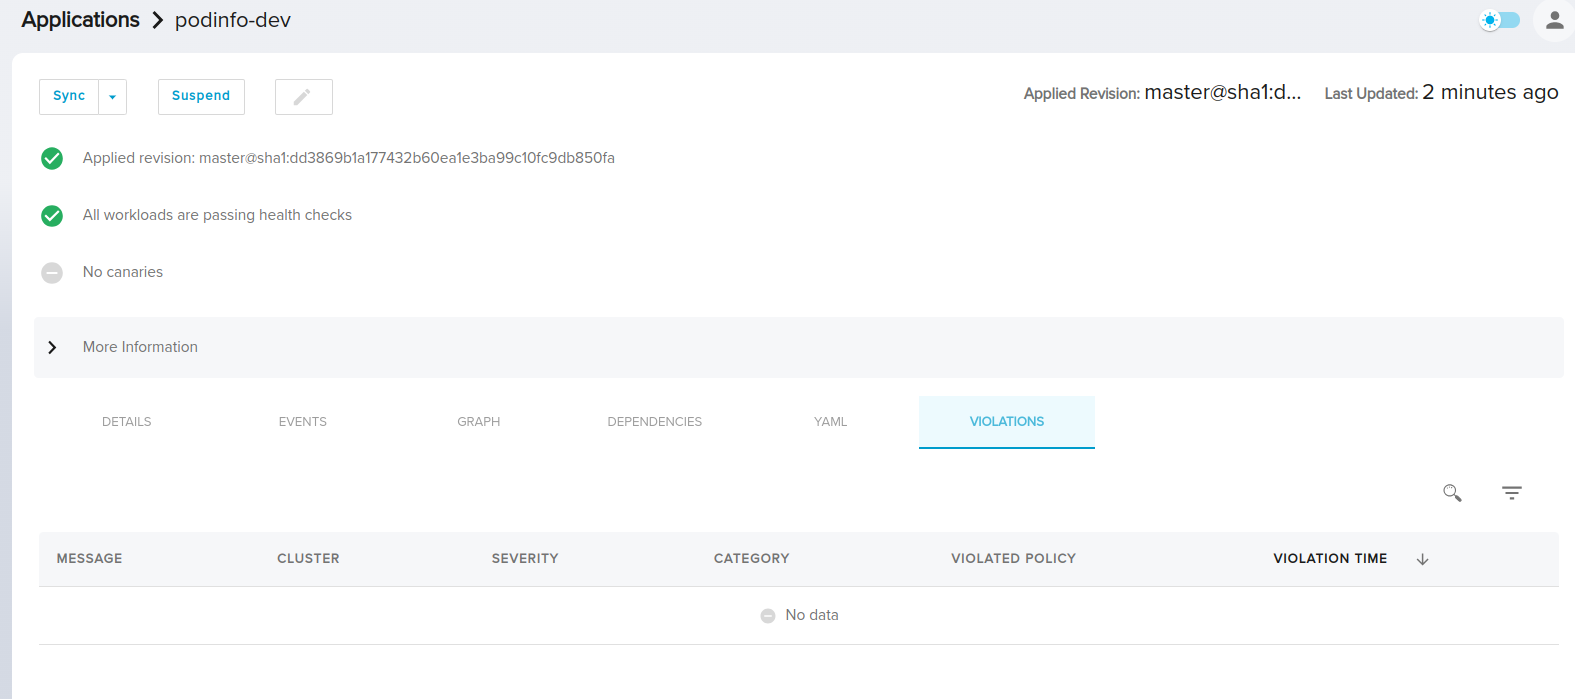 Applications > podinfo-dev
Sync
Suspend
Applied Revision: master@sha1:d... Last Updated: 2 minutes ago
Applied revision: master@sha1:dd3869b1a177432b60ea1e3ba99c10fc9db850fa
All workloads are passing health checks
No canaries
More Information
DETAILS EVENTS GRAPH DEPENDENCIES YAML VIOLATIONS
MESSAGE CLUSTER SEVERITY CATEGORY VIOLATED POLICY VIOLATION TIME
No data